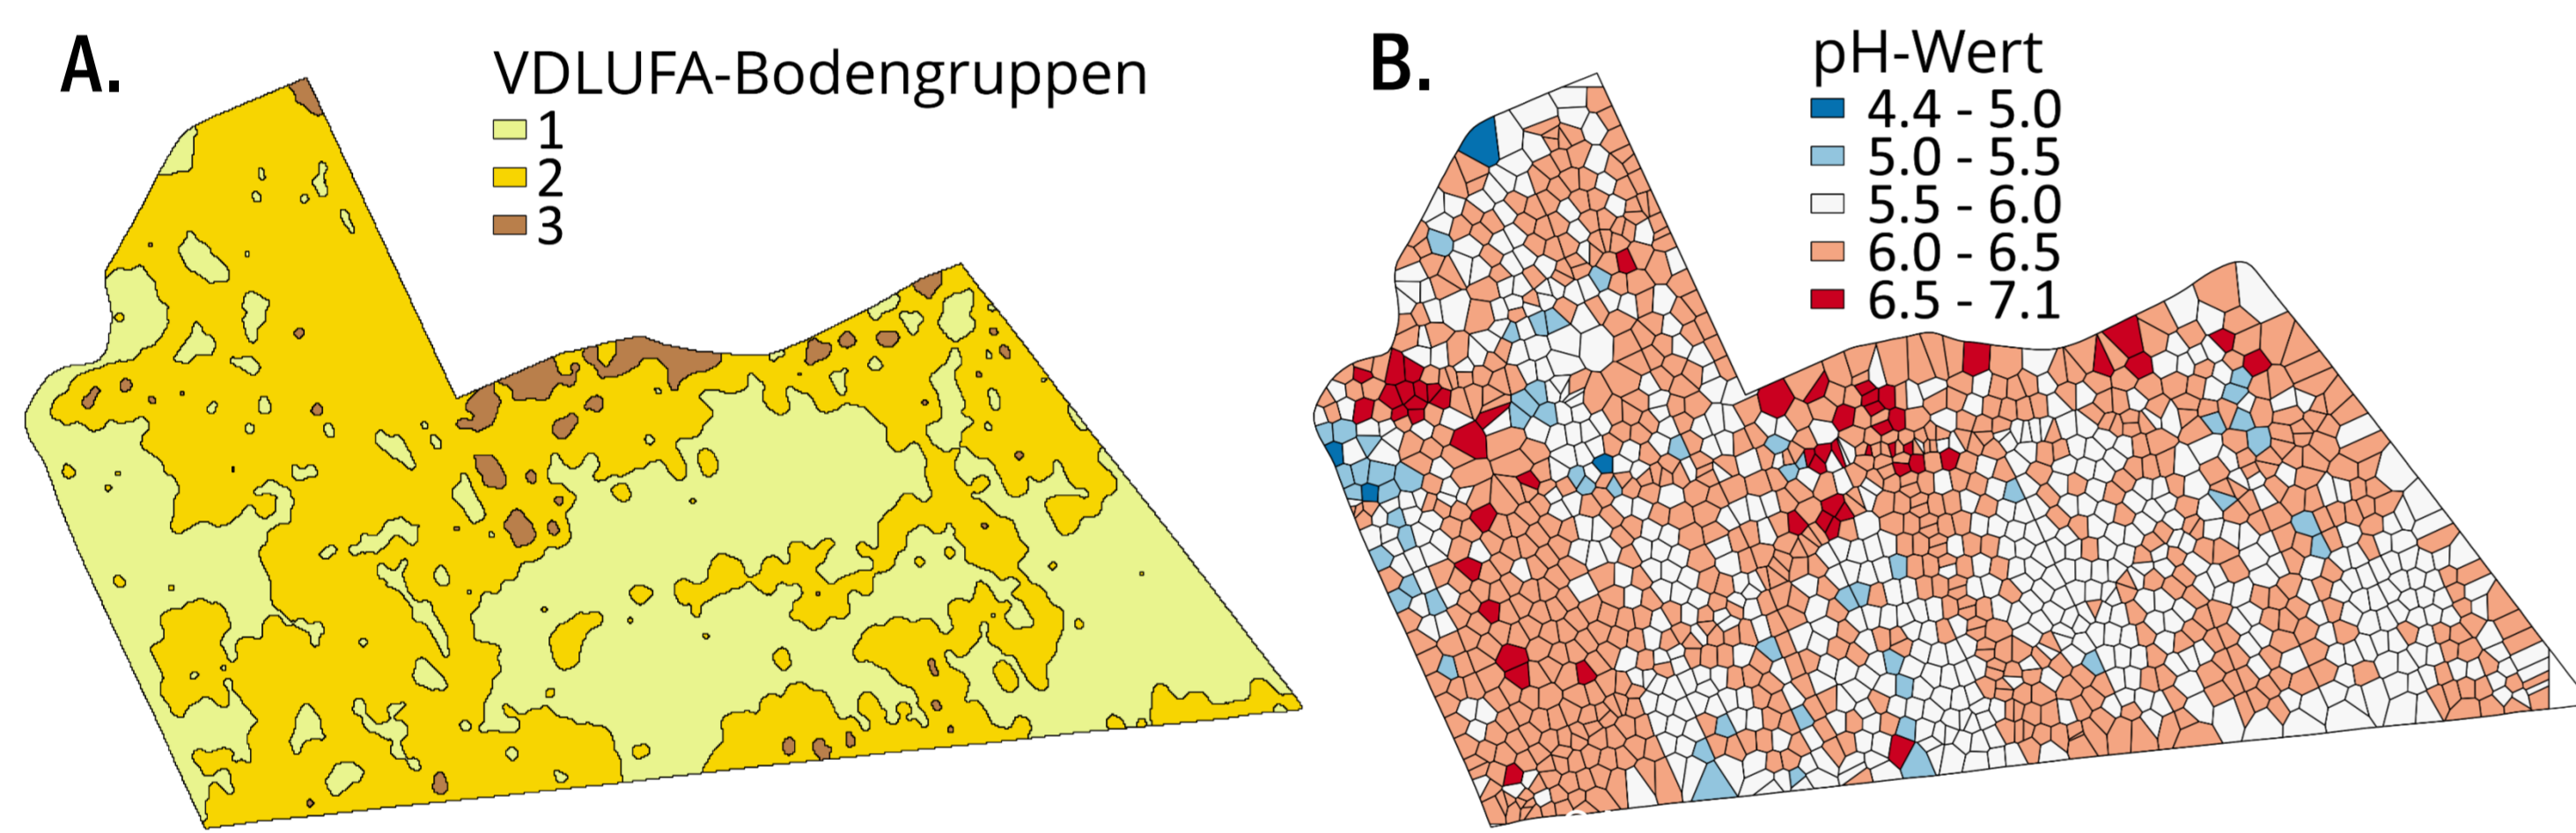 A.
VDLUFA-Bodengruppen
1
2
3
B.
pH-Wert
4.4 - 5.0
5.0 - 5.5
5.5 - 6.0
6.0 - 6.5
6.5 - 7.1